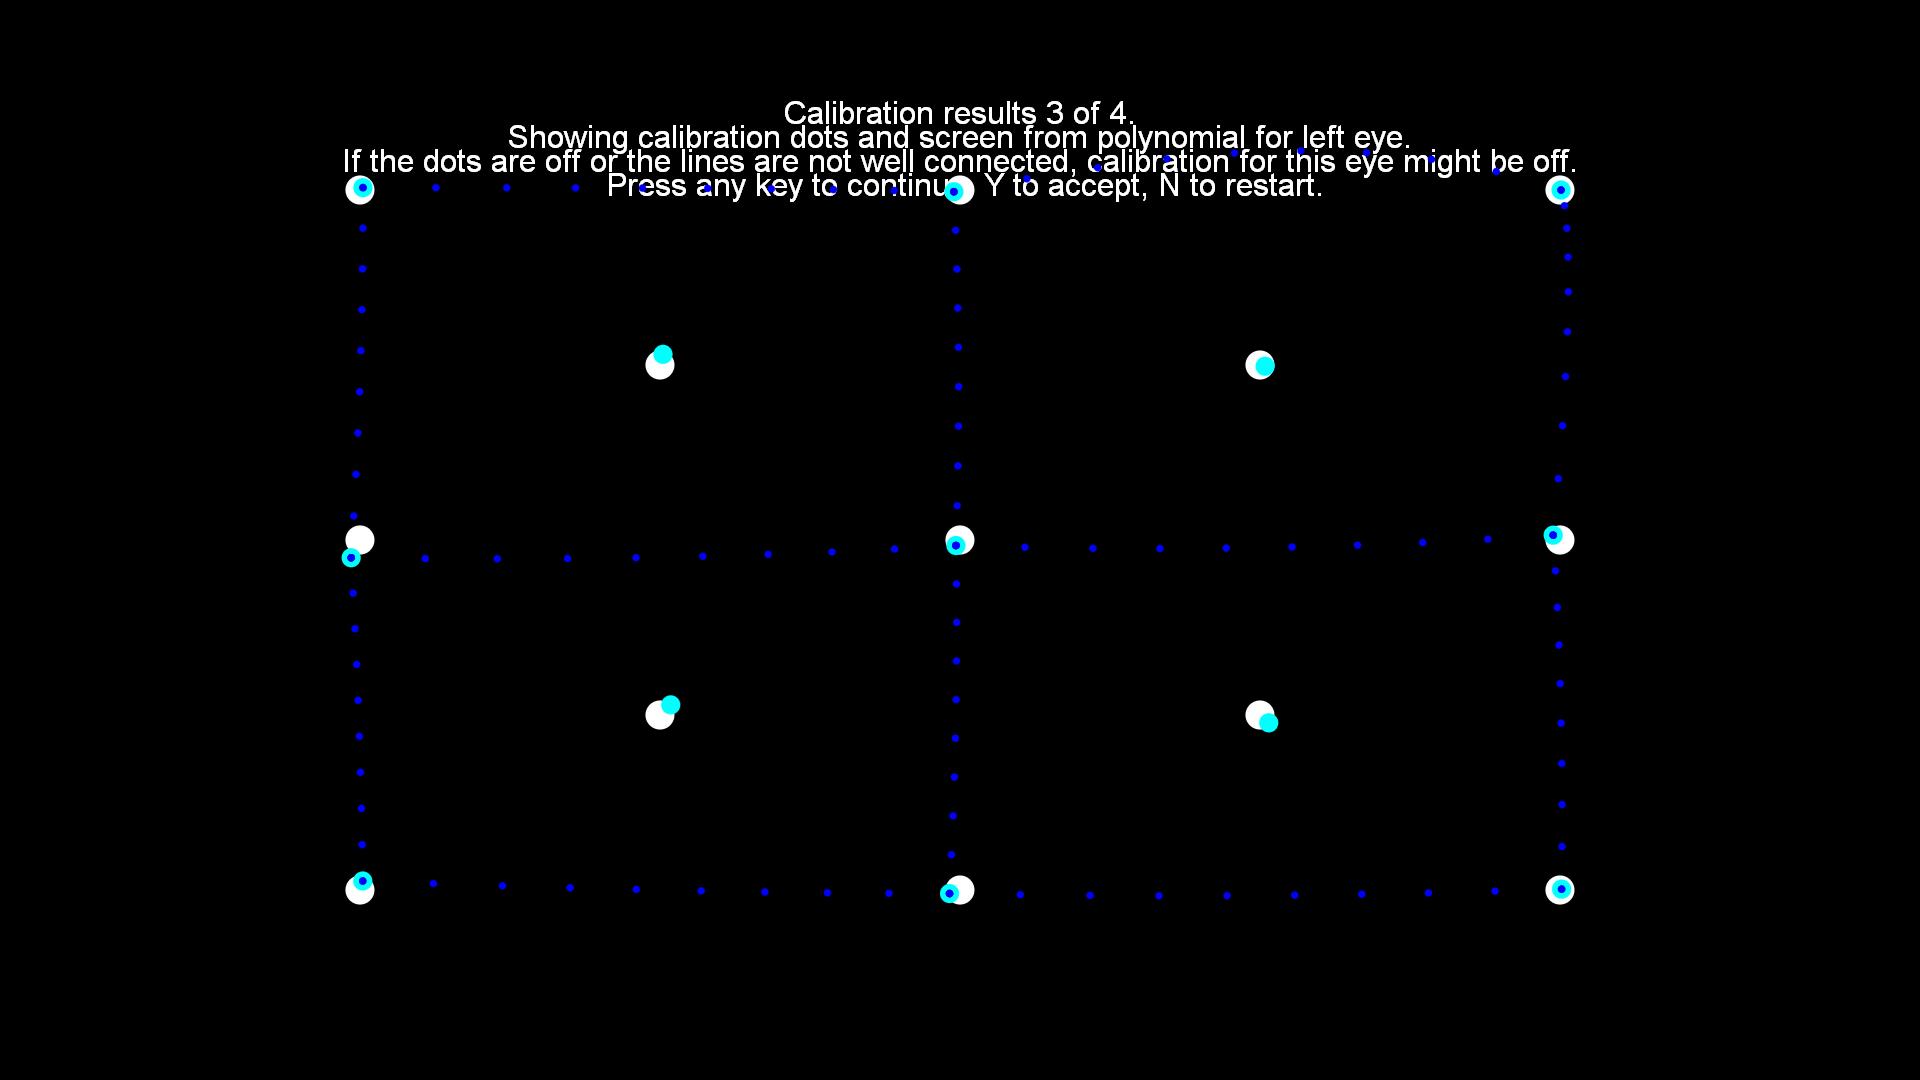 Calibration results 3 of 4.
Showing calibration dots and screen from polynomial for left eye.
If the dots are off or the lines are not well connected, calibration for this eye might be off.
Press any key to continue Y to accept, N to restart.